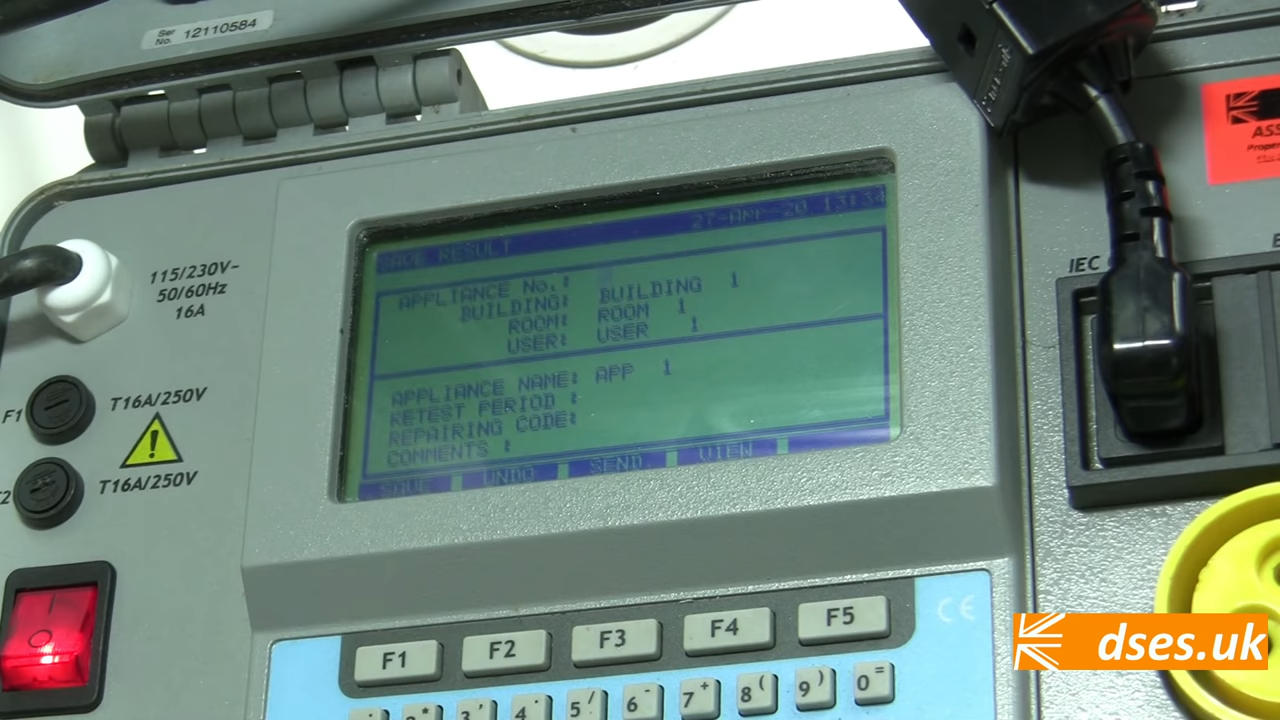 Ser No. 12110584
115/230V~
50/60Hz
16A
F1
T16A/250V
T16A/250V
SAVE RESULT 27-Apr-20 13:34
APPLIANCE No.:
BUILDING: BUILDING 1
ROOM: ROOM 1
USER: USER 1
APPLIANCE NAME: APP 1
RETEST PERIOD :
REPAIRING CODE:
COMMENTS :
SAVE UNDO SEND VIEW
IEC
F1 F2 F3 F4 F5
CE
3 4 5/ 6- 7+ 8( 9) 0=
ASS
dses.uk